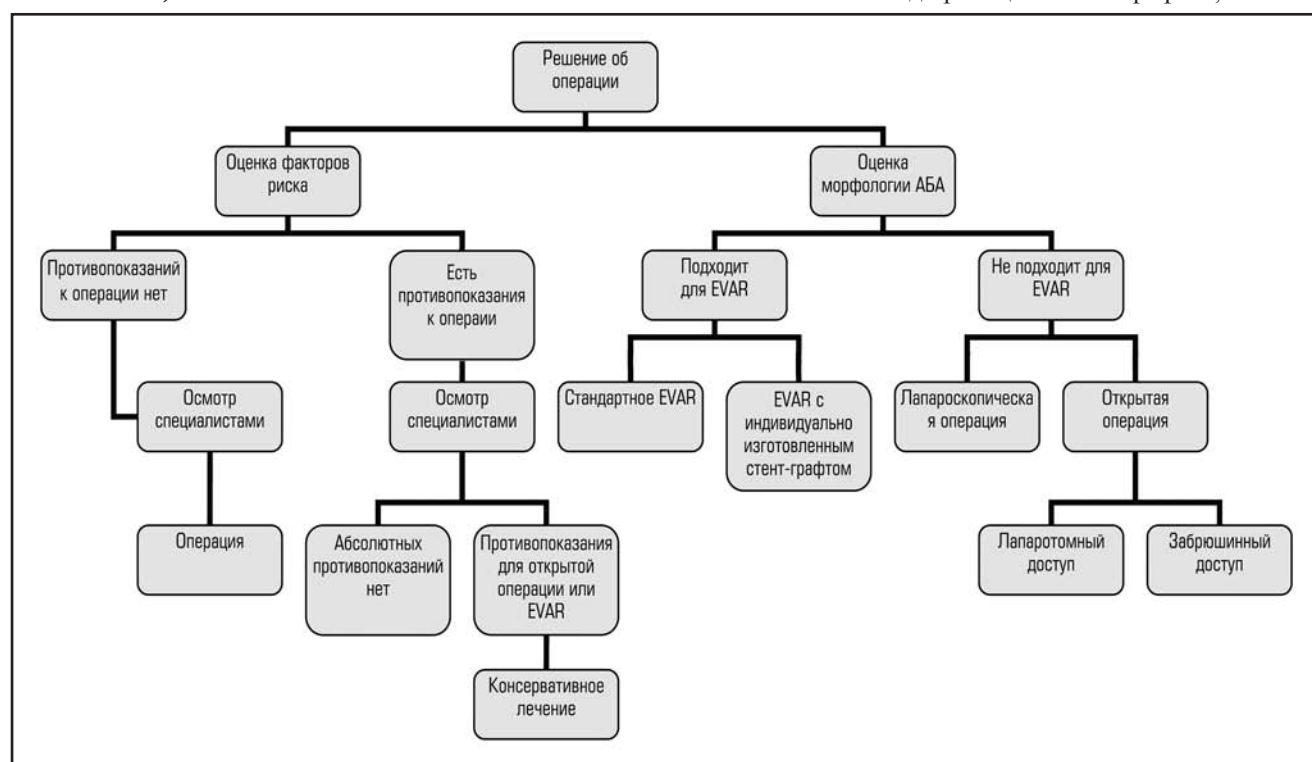 Решение об
операции
Оценка факторов
риска
Оценка
морфологии АБА
Противопоказаний
к операции нет
Есть
противопоказания
к операии
Подходит
для EVAR
Не подходит для
EVAR
Осмотр
специалистами
Осмотр
специалистами
Стандартное EVAR
EVAR с
индивидуально
изготовленным
стент-графтом
Лапароскопическа
я операция
Открытая
операция
Операция
Абсолютных
противопоказаний
нет
Противопоказания
для открытой
операции или
EVAR
Лапаротомный
доступ
Забрюшинный
доступ
Консервативное
лечение